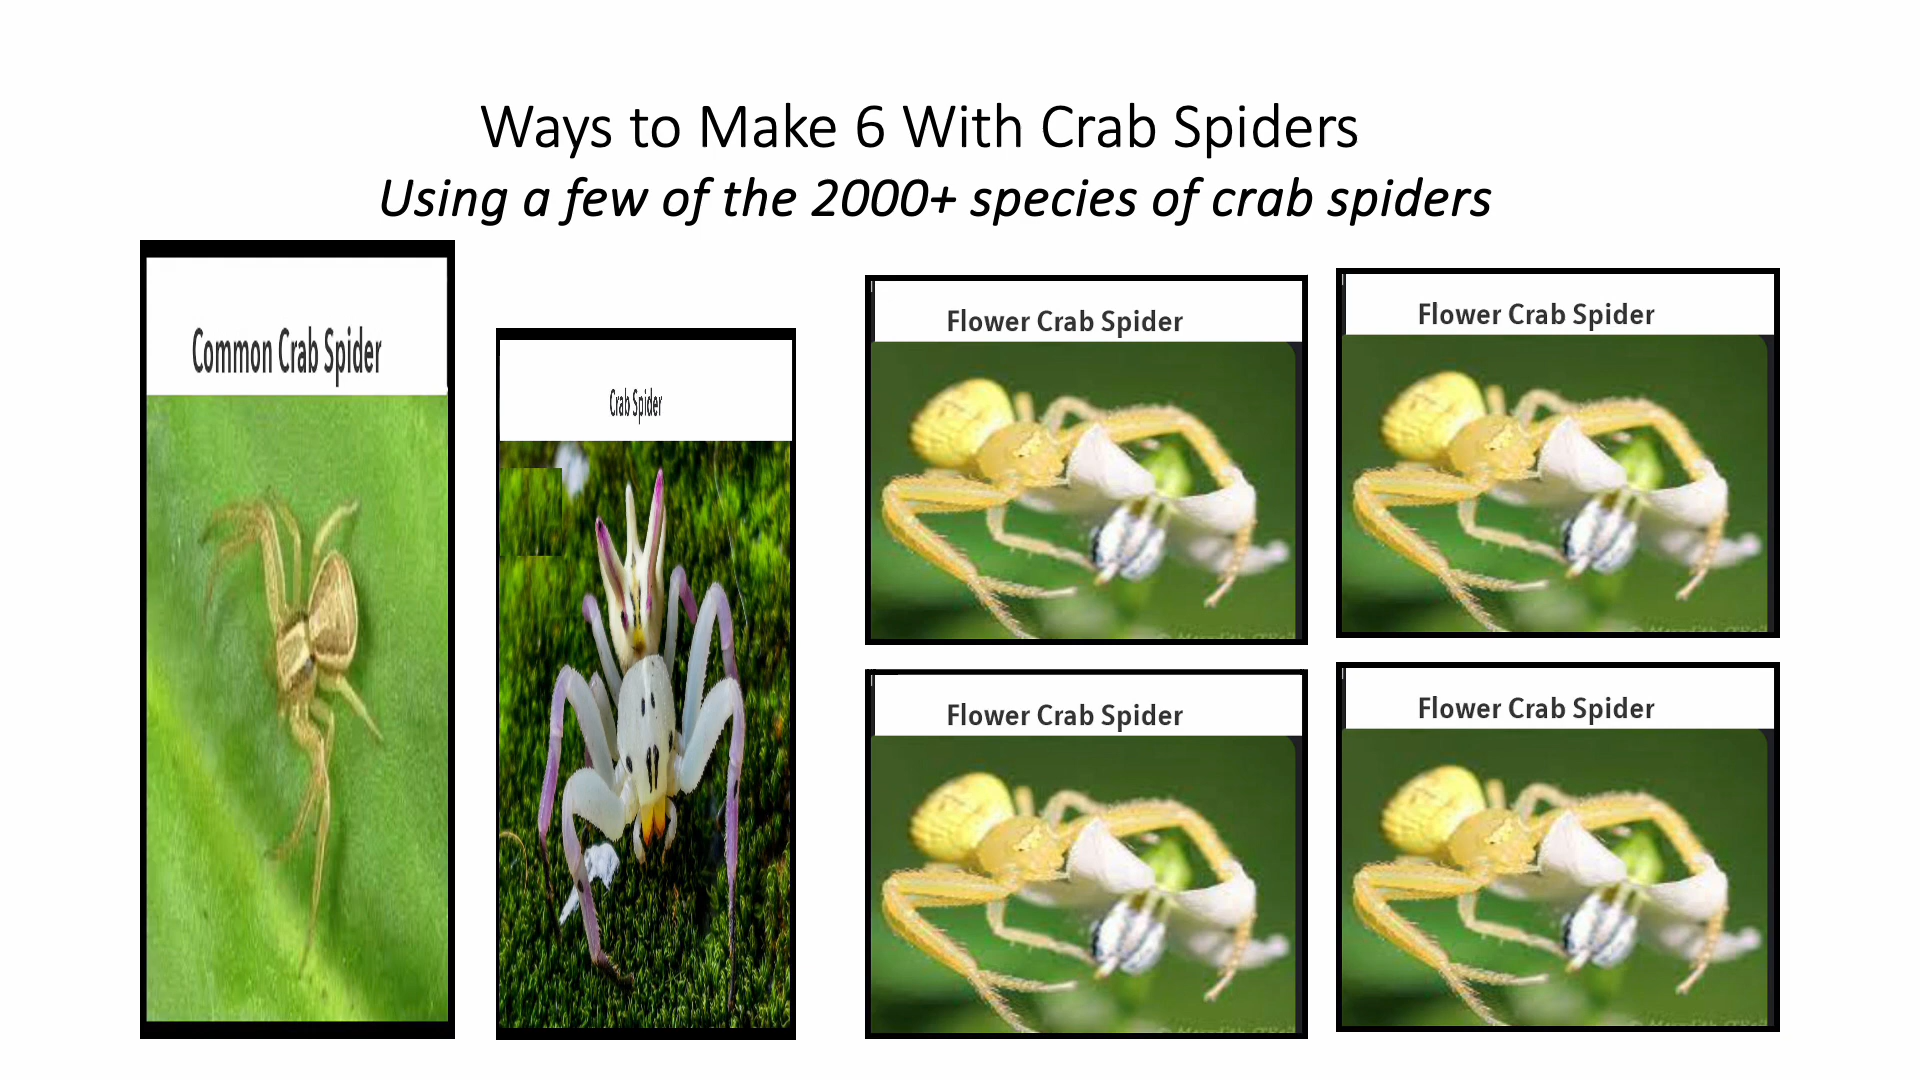 Ways to Make 6 With Crab Spiders
Using a few of the 2000+ species of crab spiders
Common Crab Spider
Crab Spider
Flower Crab Spider
Flower Crab Spider
Flower Crab Spider
Flower Crab Spider